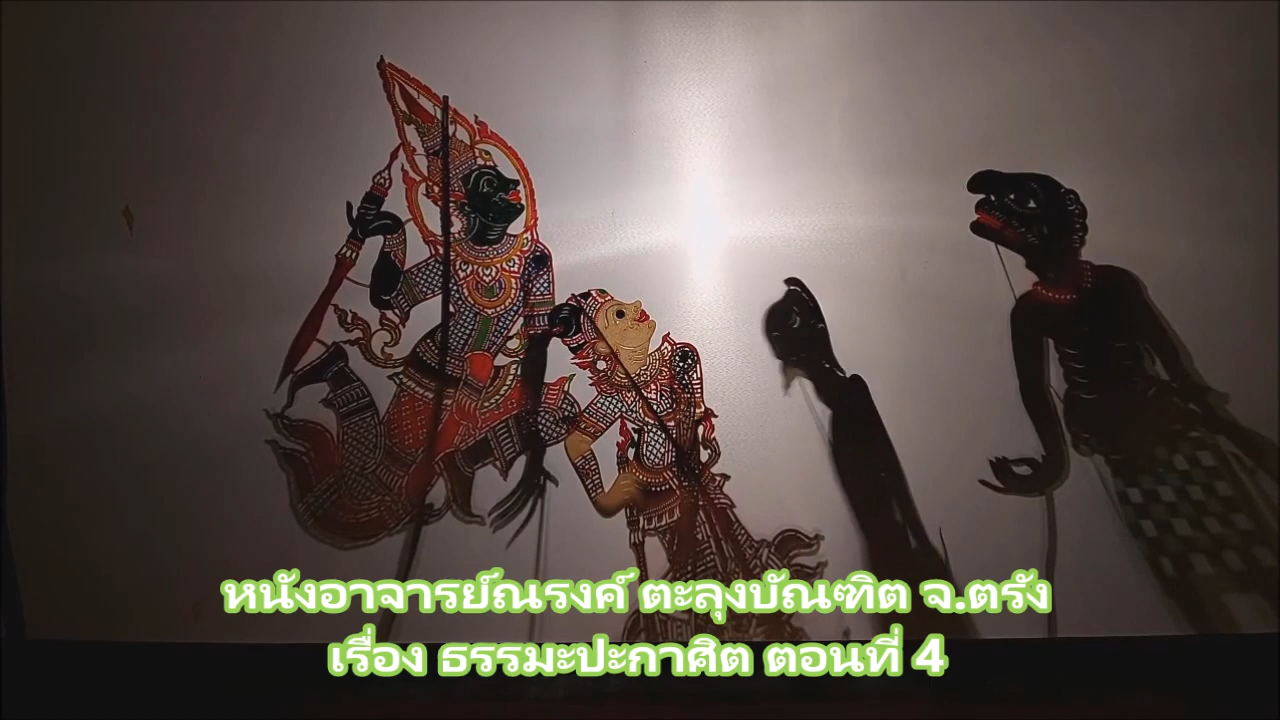 หนังอาจารย์ณรงค์ ตะลุงบัณฑิต จ.ตรัง
เรื่อง ธรรมะปะกาศิต ตอนที่ 4